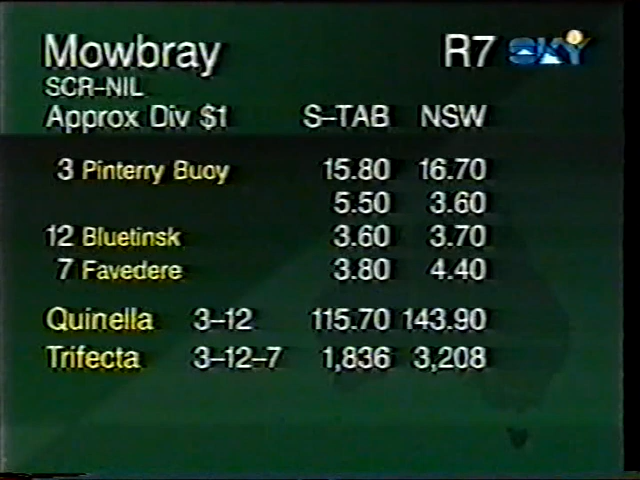 Mowbray R7 SKY
SCR-NIL
Approx Div $1 S-TAB NSW
3 Pinterry Buoy 15.80 16.70
5.50 3.60
12 Bluetinsk 3.60 3.70
7 Favedere 3.80 4.40
Quinella 3-12 115.70 143.90
Trifecta 3-12-7 1,836 3,208